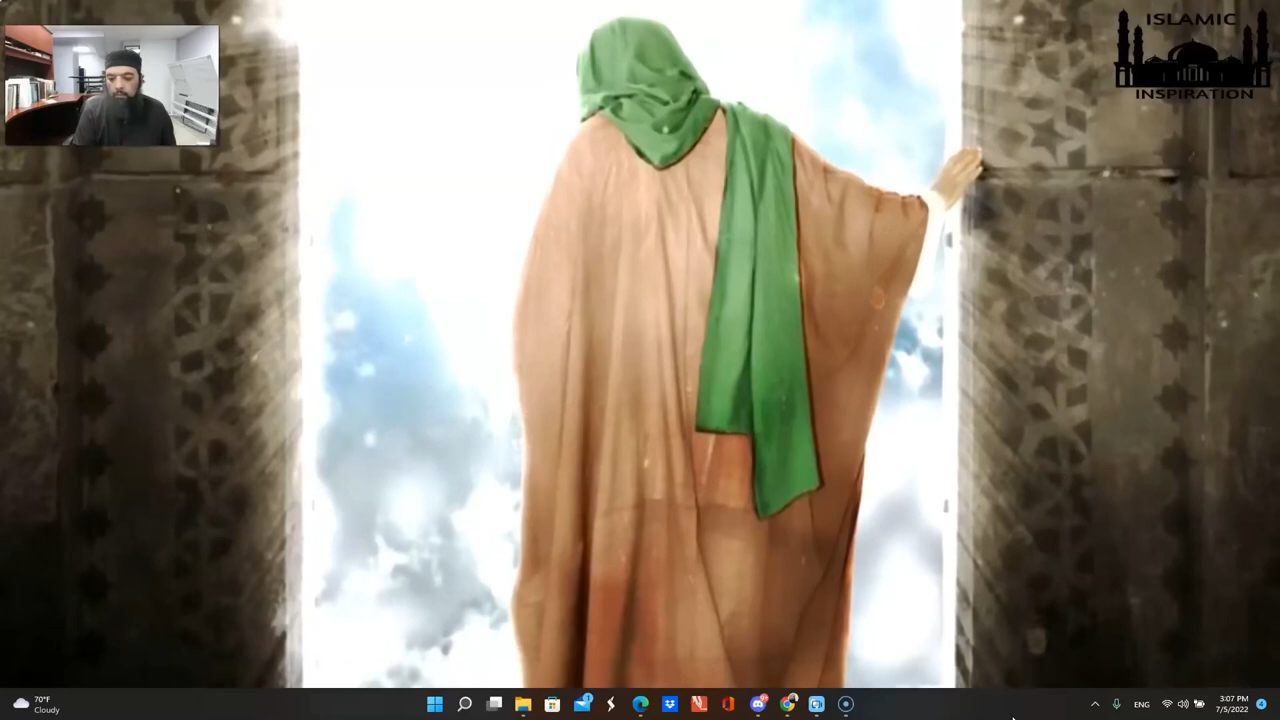 ISLAMIC
INSPIRATION
70°F
Cloudy
ENG
3:07 PM
7/5/2022